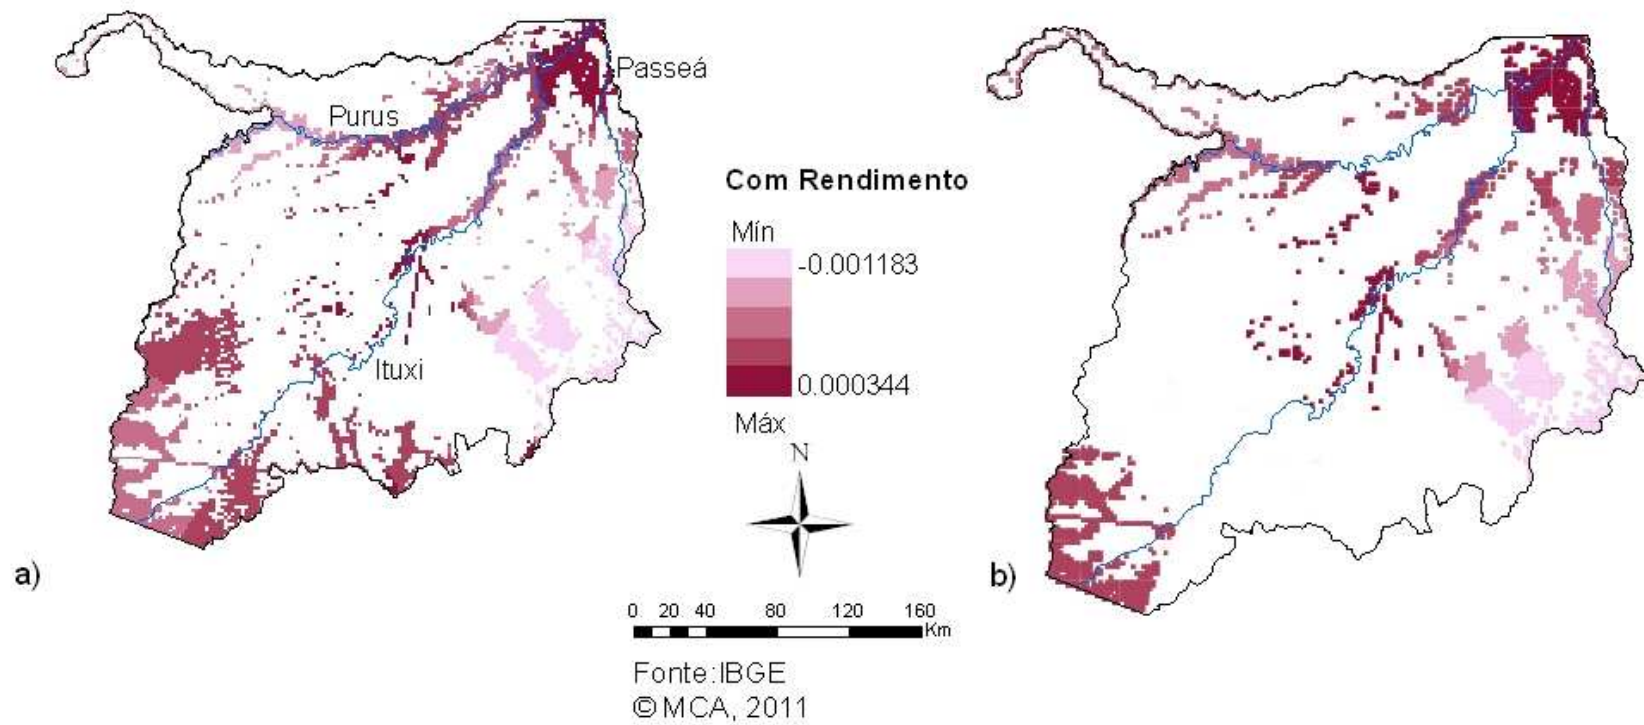 Passeá
Purus
Ituxi
a)
Com Rendimento
Mín
-0.001183
0.000344
Máx
N
0 20 40 80 120 160
Km
Fonte:IBGE
©MCA, 2011
b)